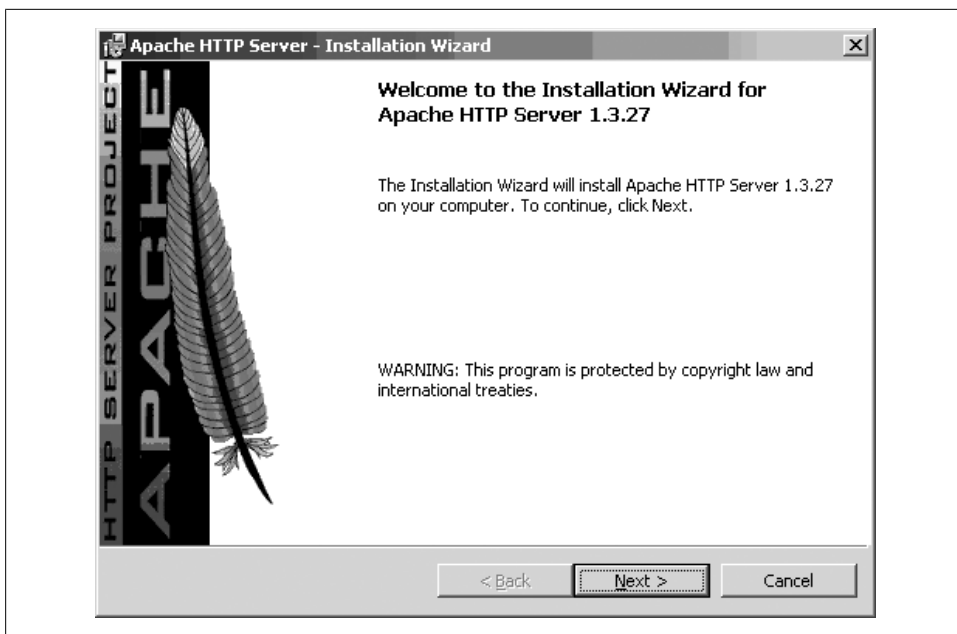 Apache HTTP Server - Installation Wizard
HTTP SERVER PROJECT
APACHE
Welcome to the Installation Wizard for
Apache HTTP Server 1.3.27
The Installation Wizard will install Apache HTTP Server 1.3.27
on your computer. To continue, click Next.
WARNING: This program is protected by copyright law and
international treaties.
< Back
Next >
Cancel